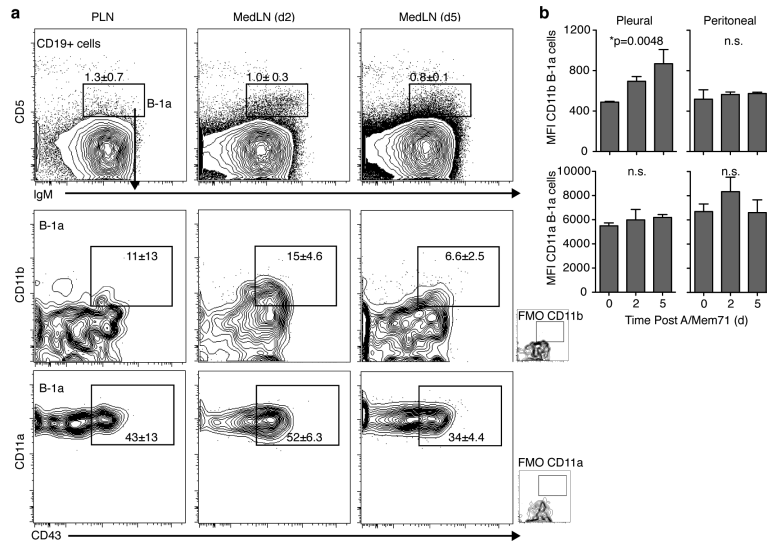 a
PLN
MedLN (d2)
MedLN (d5)
CD19+ cells
1.3±0.7
1.0± 0.3
0.8±0.1
B-1a
CD5
IgM
B-1a
11±13
15±4.6
6.6±2.5
CD11b
FMO CD11b
B-1a
43±13
52±6.3
34±4.4
CD11a
FMO CD11a
CD43
b
Pleural
Peritoneal
*p=0.0048
n.s.
MFI CD11b B-1a cells
1200
800
400
0
n.s.
n.s.
MFI CD11a B-1a cells
10000
8000
6000
4000
2000
0
0 2 5
0 2 5
Time Post A/Mem71 (d)